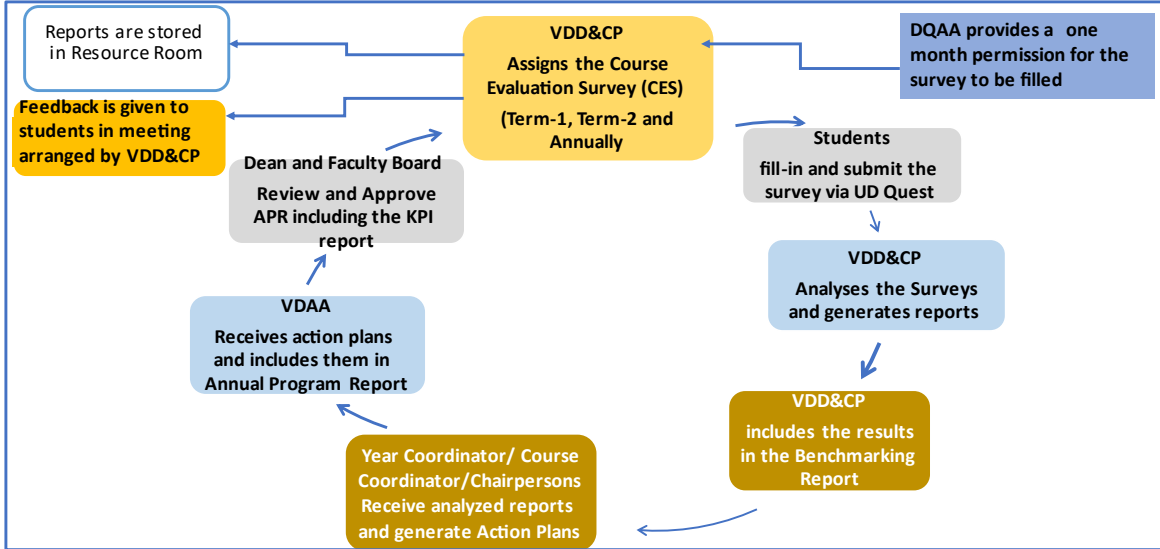 Reports are stored
in Resource Room
Feedback is given to
students in meeting
arranged by VDD&CP
VDD&CP
Assigns the Course
Evaluation Survey (CES)
(Term-1, Term-2 and
Annually
DQAA provides a one
month permission for the
survey to be filled
Students
fill-in and submit the
survey via UD Quest
VDD&CP
Analyses the Surveys
and generates reports
VDD&CP
includes the results
in the Benchmarking
Report
Year Coordinator/ Course
Coordinator/Chairpersons
Receive analyzed reports
and generate Action Plans
VDAA
Receives action plans
and includes them in
Annual Program Report
Dean and Faculty Board
Review and Approve
APR including the KPI
report